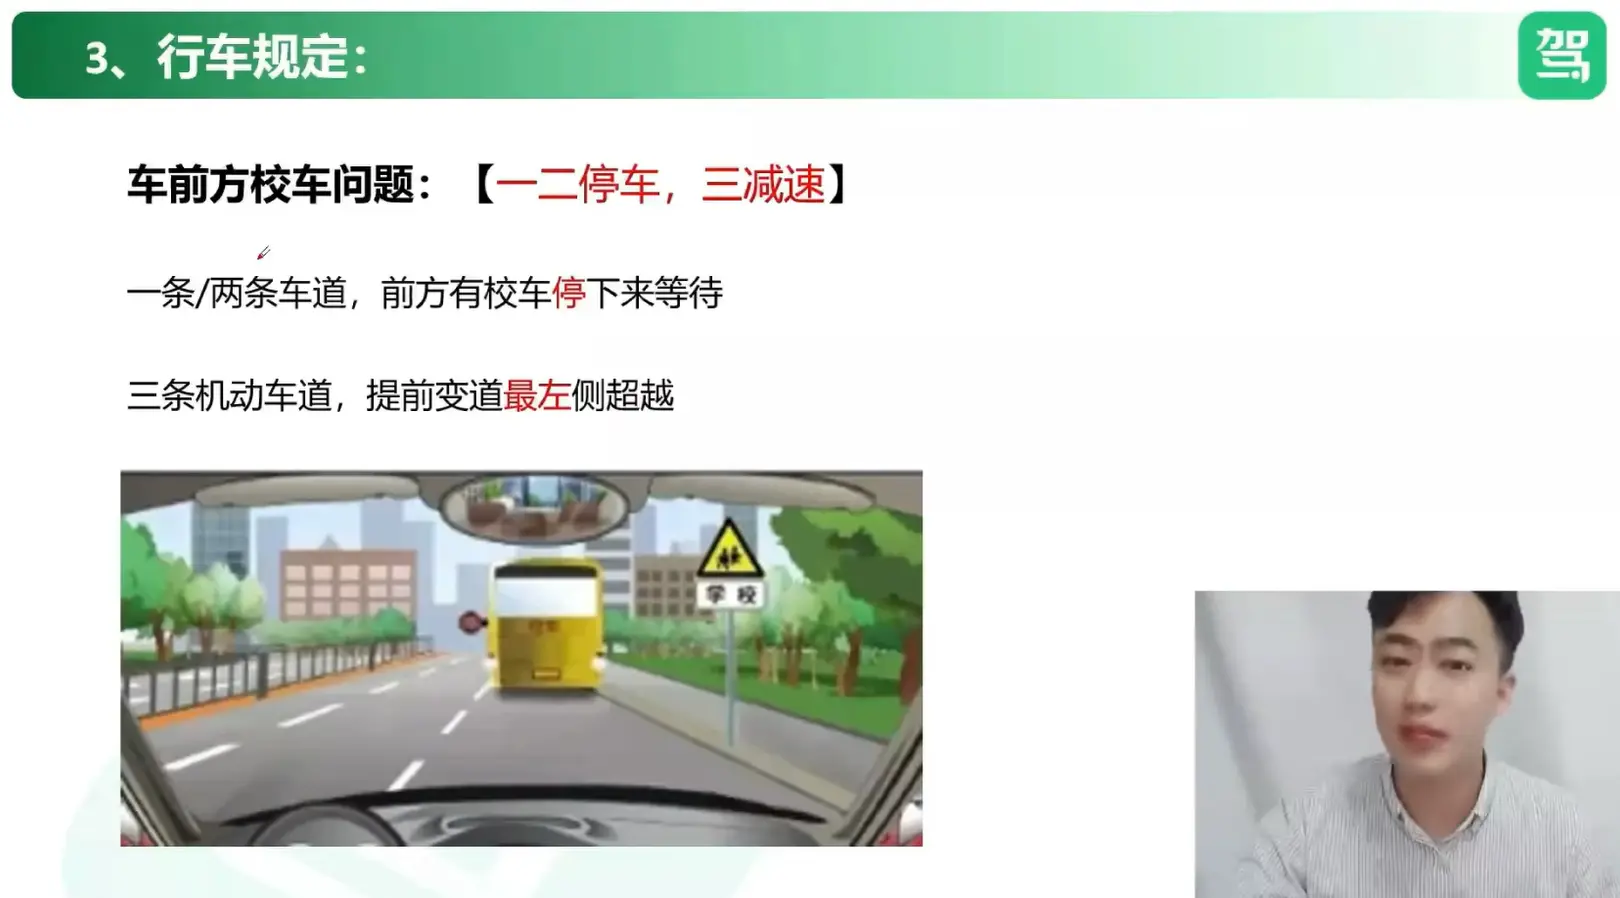 3、行车规定：
驾
车前方校车问题：【一二停车，三减速】
一条/两条车道，前方有校车停下来等待
三条机动车道，提前变道最左侧超越
学 校